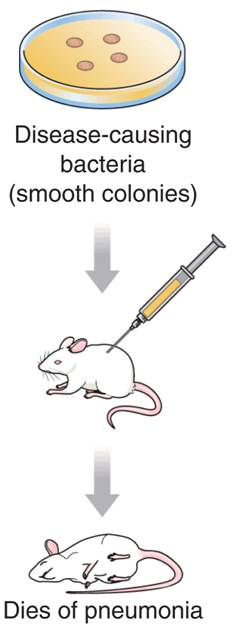 Disease-causing
bacteria
(smooth colonies)
Dies of pneumonia